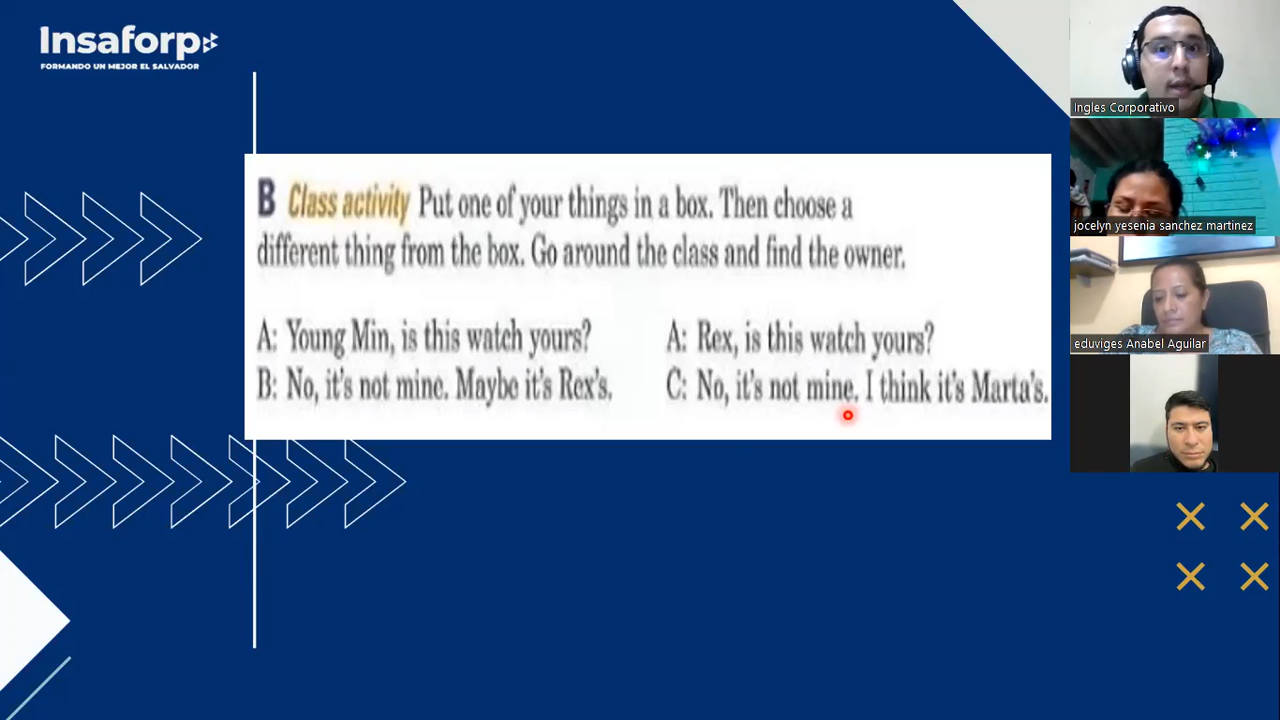 Insaforp
FORMANDO UN MEJOR EL SALVADOR
B Class activity Put one of your things in a box. Then choose a
different thing from the box. Go around the class and find the owner.
A: Young Min, is this watch yours?
B: No, it's not mine. Maybe it's Rex's.
A: Rex, is this watch yours?
C: No, it's not mine. I think it's Marta's.
Ingles Corporativo
jocelyn yesenia sanchez martinez
eduviges Anabel Aguilar